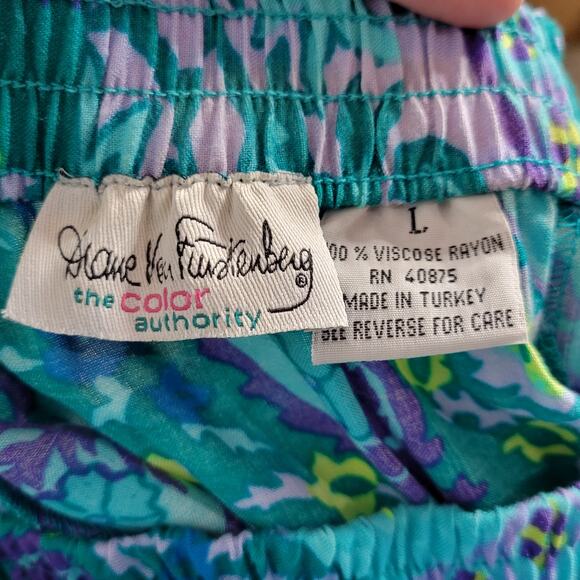 Diane Von Furstenberg®
the color
authority
L
100 % VISCOSE RAYON
RN 40875
MADE IN TURKEY
SEE REVERSE FOR CARE